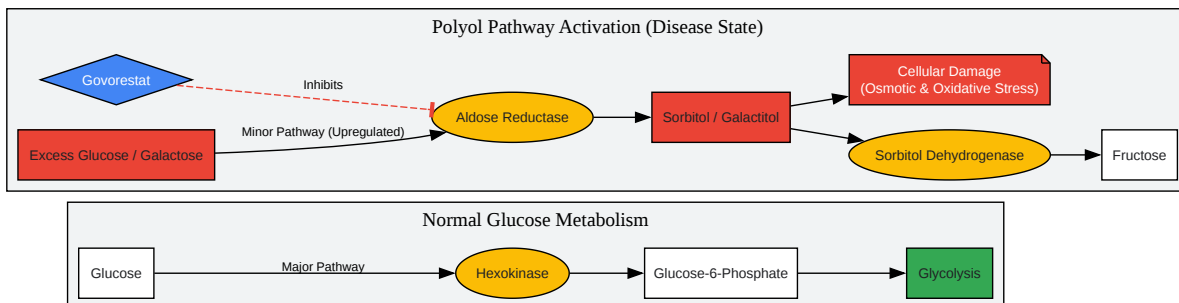 Polyol Pathway Activation (Disease State)
Govorestat
Inhibits
Excess Glucose / Galactose
Minor Pathway (Upregulated)
Aldose Reductase
Sorbitol / Galactitol
Cellular Damage
(Osmotic & Oxidative Stress)
Sorbitol Dehydrogenase
Fructose
Normal Glucose Metabolism
Glucose
Major Pathway
Hexokinase
Glucose-6-Phosphate
Glycolysis